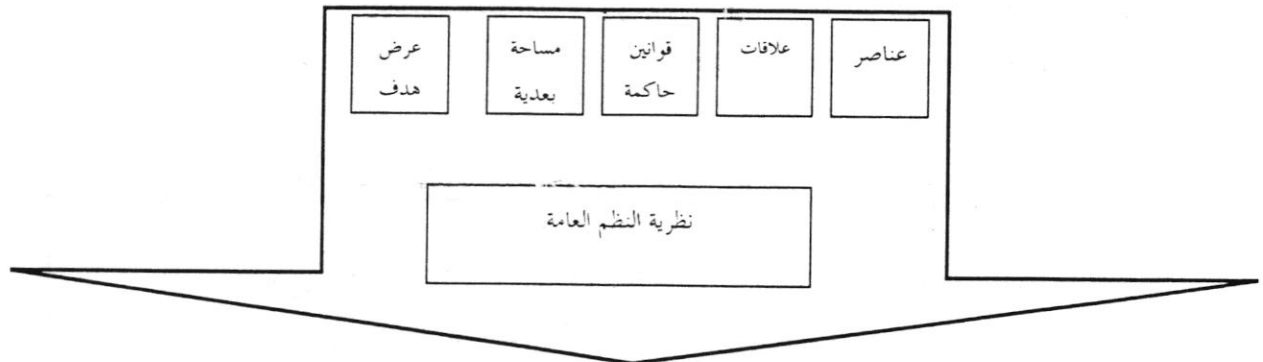 عناصر
علاقات
قوانين
حاكمة
مساحة
بعدية
عرض
هدف
نظرية النظم العامة